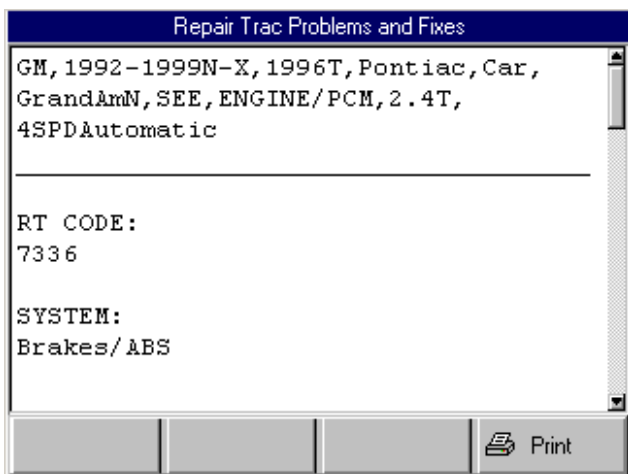 Repair Trac Problems and Fixes
GM,1992-1999N-X,1996T,Pontiac,Car,
GrandAmN,SEE,ENGINE/PCM,2.4T,
4SPDAutomatic
RT CODE:
7336
SYSTEM:
Brakes/ABS
Print